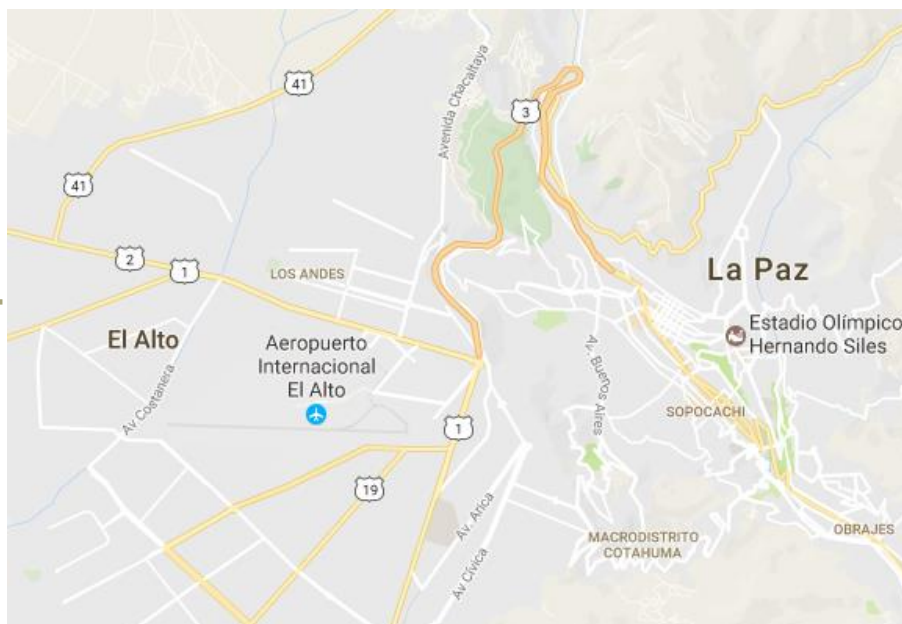 41
41
Avenida Chacaltaya
3
2
1
LOS ANDES
La Paz
El Alto
Aeropuerto
Internacional
El Alto
Estadio Olímpico
Hernando Siles
Av Costanera
Av. Buenos Aires
SOPOCACHI
1
19
Av. Arica
Av Cívica
MACRODISTRITO
COTAHUMA
OBRAJES